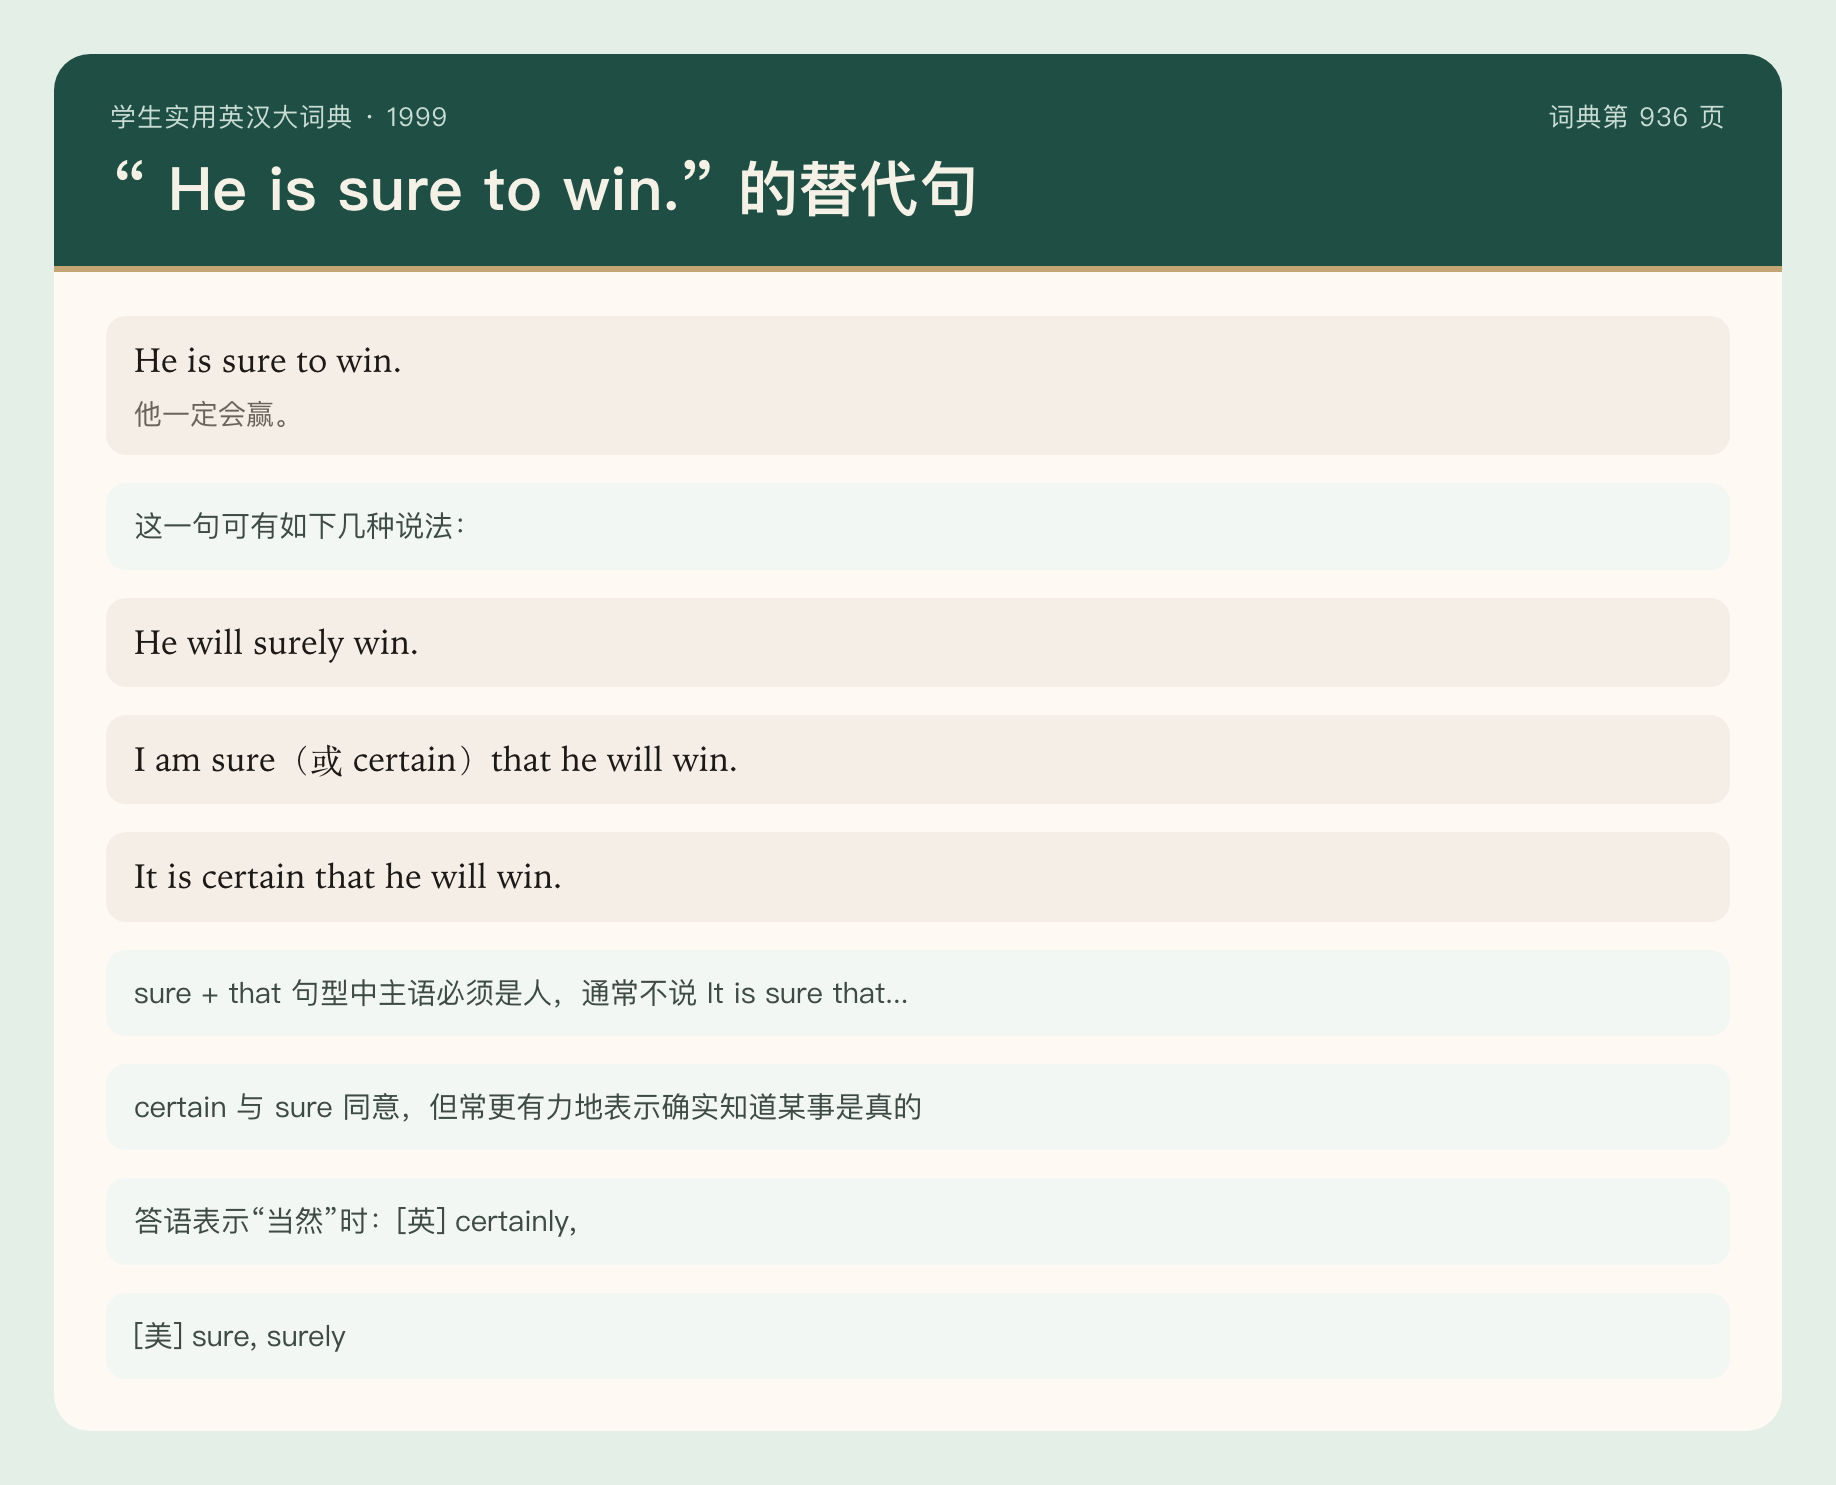 学生实用英汉大词典 · 1999
词典第 936 页
“ He is sure to win.” 的替代句
He is sure to win.
他一定会赢。
这一句可有如下几种说法：
He will surely win.
I am sure（或 certain）that he will win.
It is certain that he will win.
sure + that 句型中主语必须是人，通常不说 It is sure that...
certain 与 sure 同意，但常更有力地表示确实知道某事是真的
答语表示“当然”时：[英] certainly,
[美] sure, surely